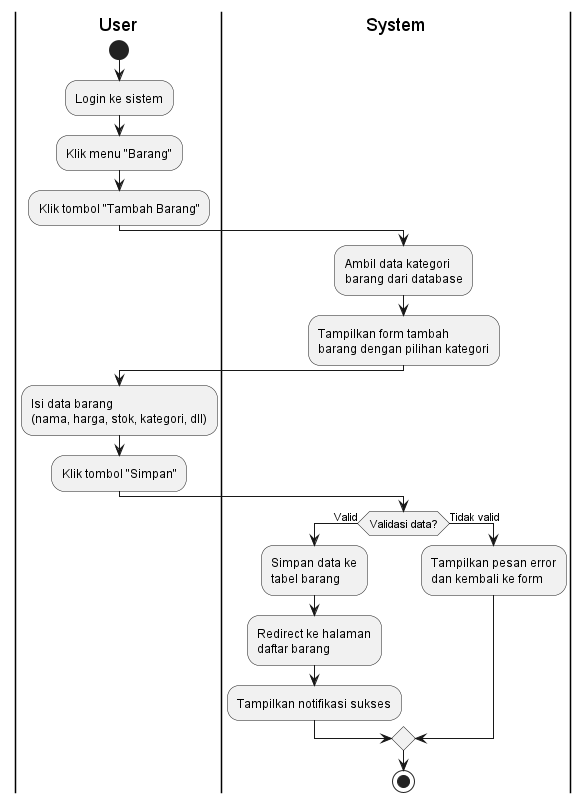 User
System
Login ke sistem
Klik menu "Barang"
Klik tombol "Tambah Barang"
Ambil data kategori
barang dari database
Tampilkan form tambah
barang dengan pilihan kategori
Isi data barang
(nama, harga, stok, kategori, dll)
Klik tombol "Simpan"
Validasi data?
Valid
Tidak valid
Simpan data ke
tabel barang
Redirect ke halaman
daftar barang
Tampilkan notifikasi sukses
Tampilkan pesan error
dan kembali ke form